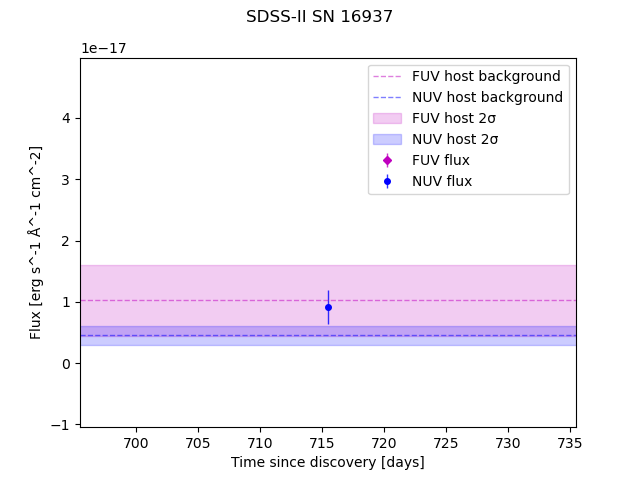 SDSS-II SN 16937
1e−17
FUV host background
NUV host background
FUV host 2σ
NUV host 2σ
FUV flux
NUV flux
4
3
2
1
0
−1
Flux [erg s^-1 Å^-1 cm^-2]
700 705 710 715 720 725 730 735
Time since discovery [days]